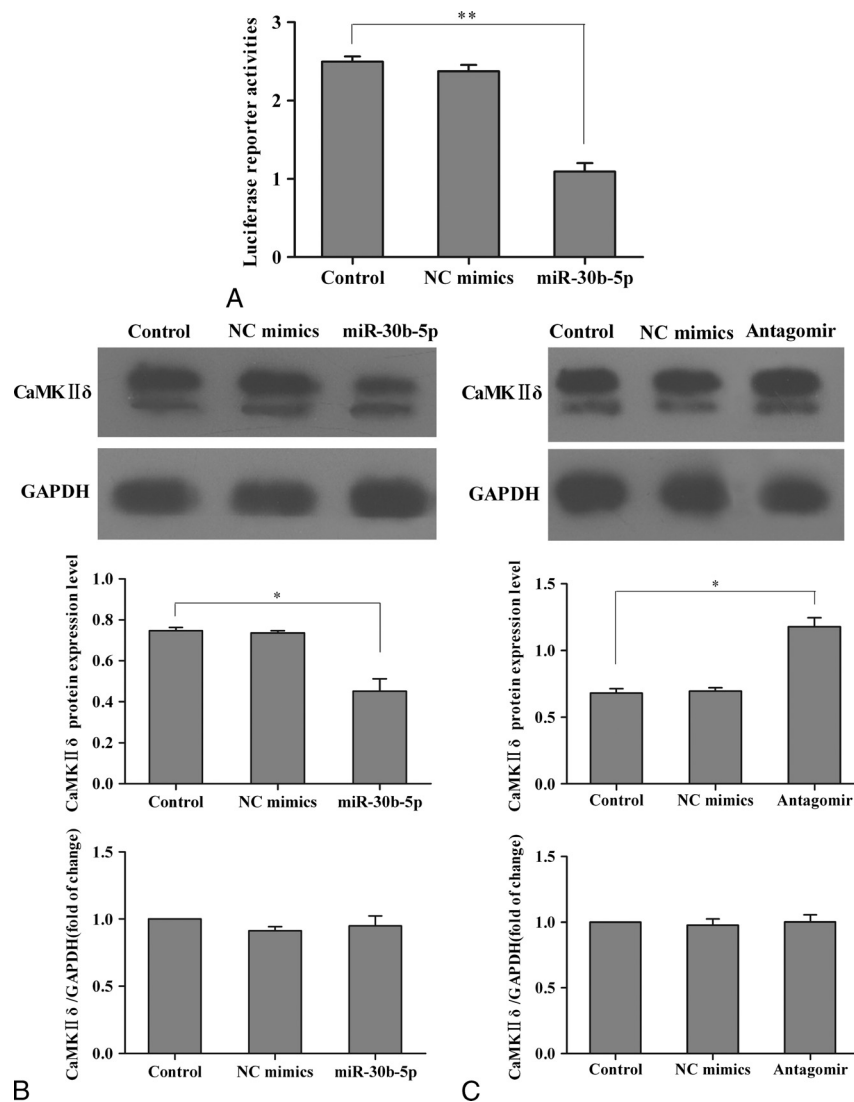 **
Luciferase reporter activities
3
2
1
0
Control NC mimics miR-30b-5p
A
Control NC mimics miR-30b-5p
CaMKⅡδ
GAPDH
CaMKⅡδ protein expression level
1.0
0.8
0.6
0.4
0.2
0.0
*
Control NC mimics miR-30b-5p
CaMKⅡδ/GAPDH(fold of change)
1.5
1.0
0.5
0.0
Control NC mimics miR-30b-5p
B
Control NC mimics Antagomir
CaMKⅡδ
GAPDH
CaMKⅡδ protein expression level
1.5
1.0
0.5
0.0
*
Control NC mimics Antagomir
CaMKⅡδ/GAPDH(fold of change)
1.5
1.0
0.5
0.0
Control NC mimics Antagomir
C